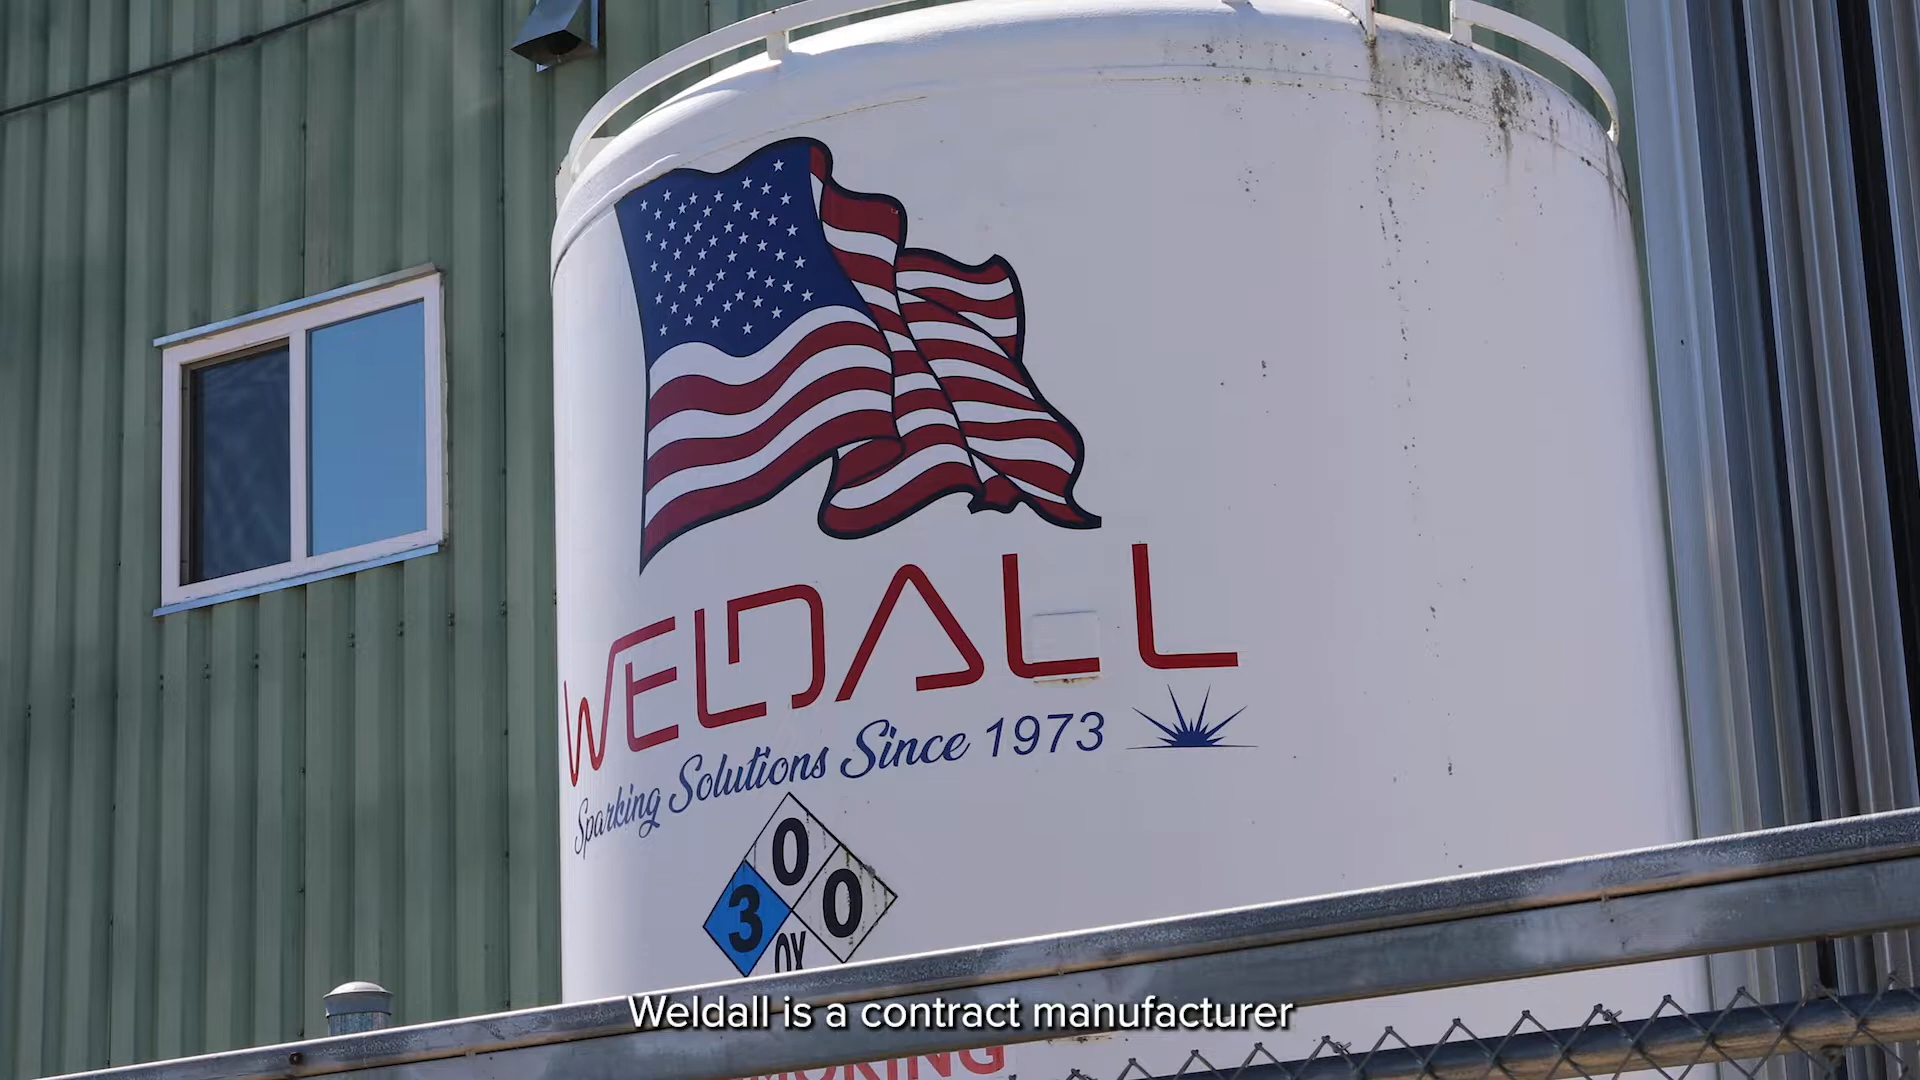 WELDALL
Sparking Solutions Since 1973
0
3 0
OX
Weldall is a contract manufacturer